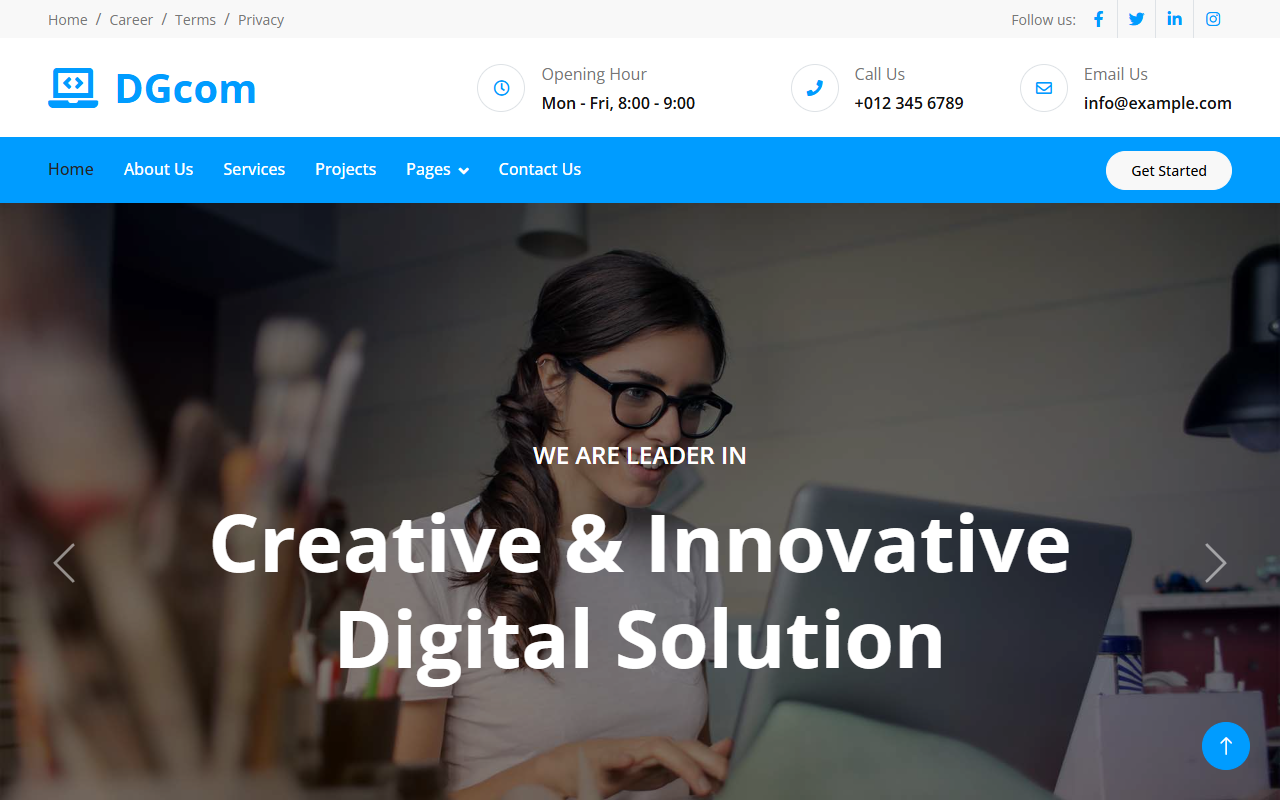 Home / Career / Terms / Privacy
Follow us:
DGcom
Opening Hour
Mon - Fri, 8:00 - 9:00
Call Us
+012 345 6789
Email Us
info@example.com
Home About Us Services Projects Pages Contact Us
Get Started
WE ARE LEADER IN
Creative & Innovative
Digital Solution